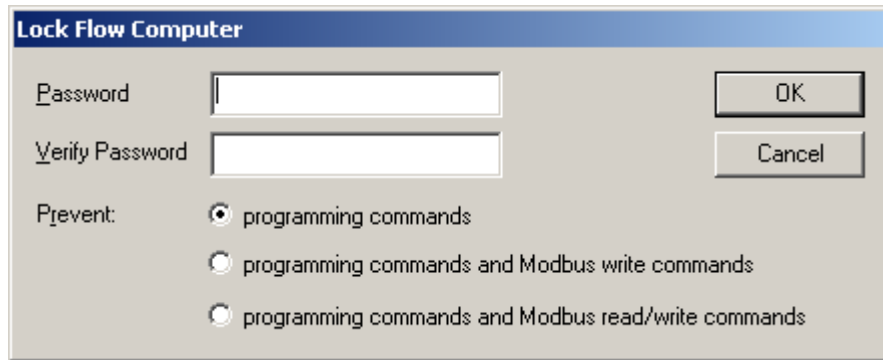 Lock Flow Computer
Password
OK
Verify Password
Cancel
Prevent:
programming commands
programming commands and Modbus write commands
programming commands and Modbus read/write commands